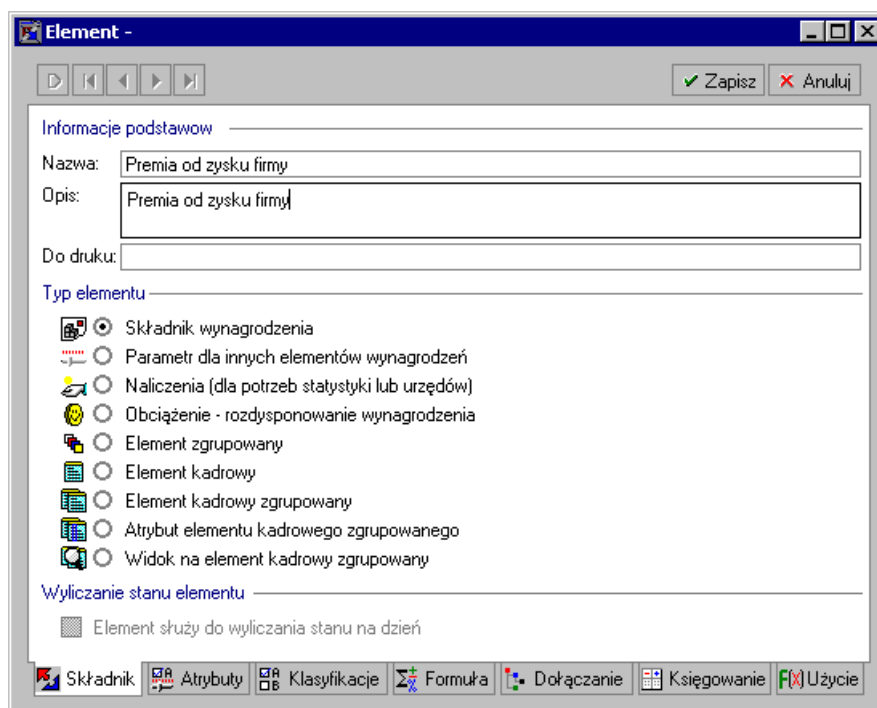 Element -
Zapisz Anuluj
Informacje podstawow
Nazwa: Premia od zysku firmy
Opis: Premia od zysku firmy
Do druku:
Typ elementu
Składnik wynagrodzenia
Parametr dla innych elementów wynagrodzeń
Naliczenia (dla potrzeb statystyki lub urzędów)
Obciążenie - rozdysponowanie wynagrodzenia
Element zgrupowany
Element kadrowy
Element kadrowy zgrupowany
Atrybut elementu kadrowego zgrupowanego
Widok na element kadrowy zgrupowany
Wyliczanie stanu elementu
Element służy do wyliczania stanu na dzień
Składnik Atrybuty Klasyfikacje Formuła Dołączanie Księgowanie F(X) Użycie